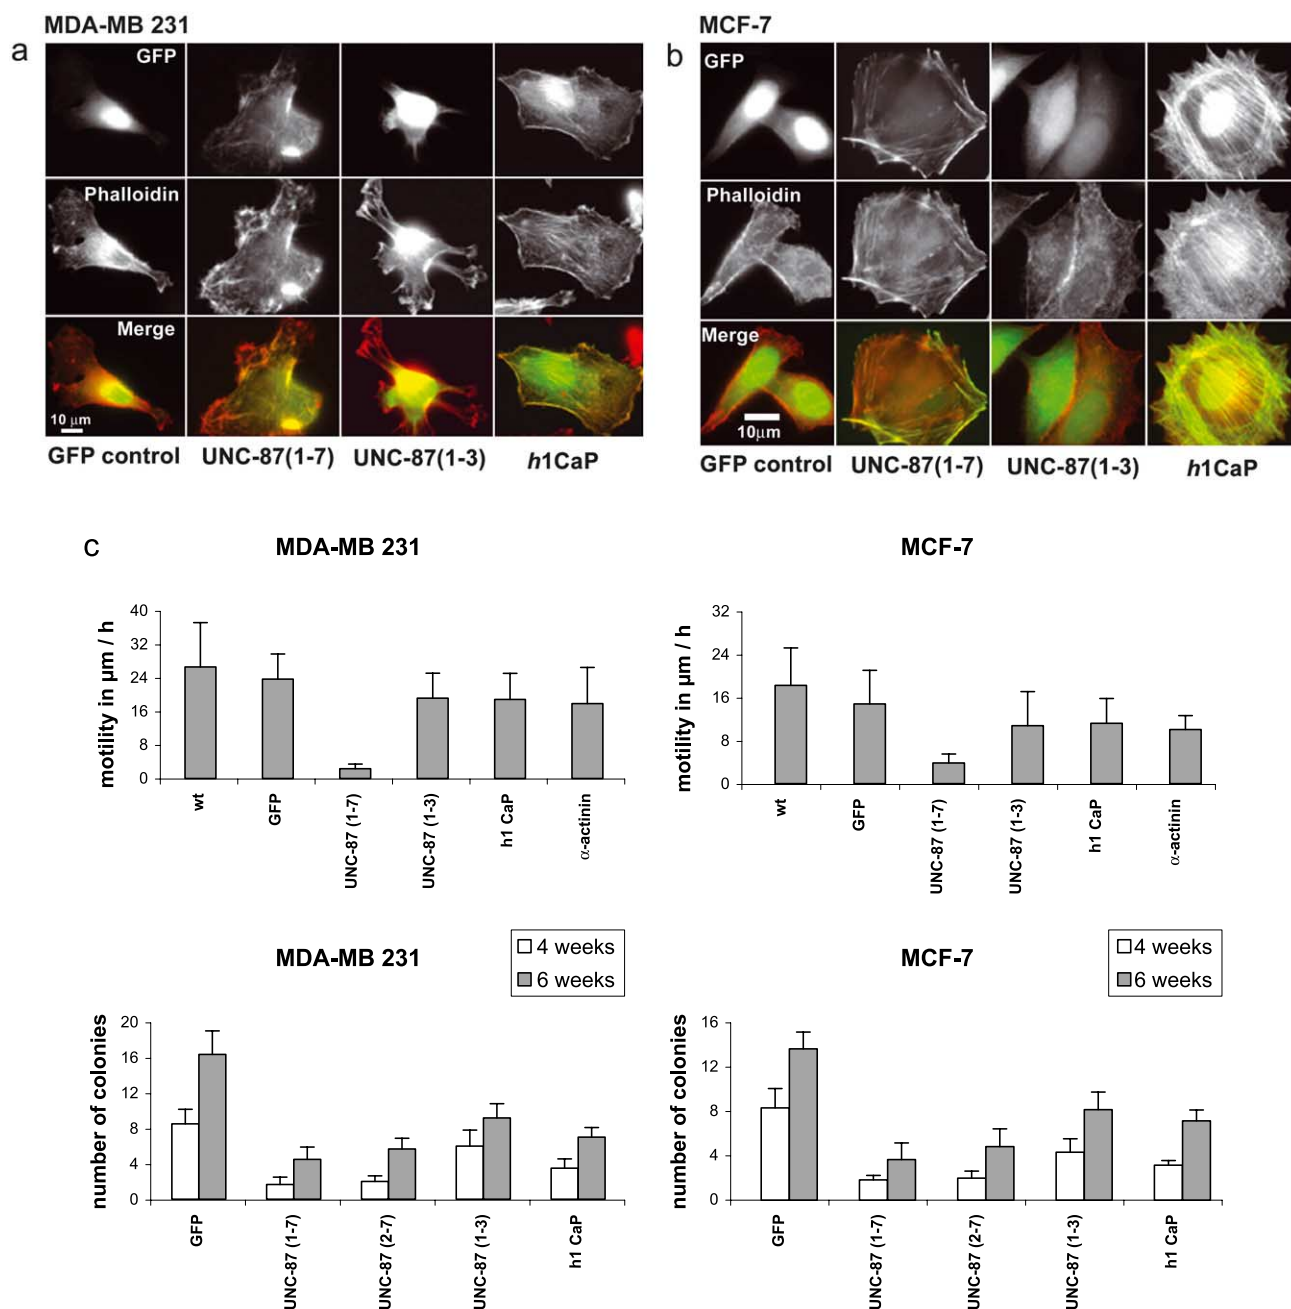 MDA-MB 231
a
GFP
Phalloidin
Merge
10 µm
GFP control
UNC-87(1-7)
UNC-87(1-3)
h1CaP
MCF-7
b
GFP
Phalloidin
Merge
10µm
GFP control
UNC-87(1-7)
UNC-87(1-3)
h1CaP
c
MDA-MB 231
motility in µm / h
40
32
24
16
8
0
wt
GFP
UNC-87 (1-7)
UNC-87 (1-3)
h1 CaP
α-actinin
MCF-7
motility in µm / h
32
24
16
8
0
wt
GFP
UNC-87 (1-7)
UNC-87 (1-3)
h1 CaP
α-actinin
MDA-MB 231
4 weeks
6 weeks
number of colonies
20
16
12
8
4
0
GFP
UNC-87 (1-7)
UNC-87 (2-7)
UNC-87 (1-3)
h1 CaP
MCF-7
4 weeks
6 weeks
number of colonies
16
12
8
4
0
GFP
UNC-87 (1-7)
UNC-87 (2-7)
UNC-87 (1-3)
h1 CaP